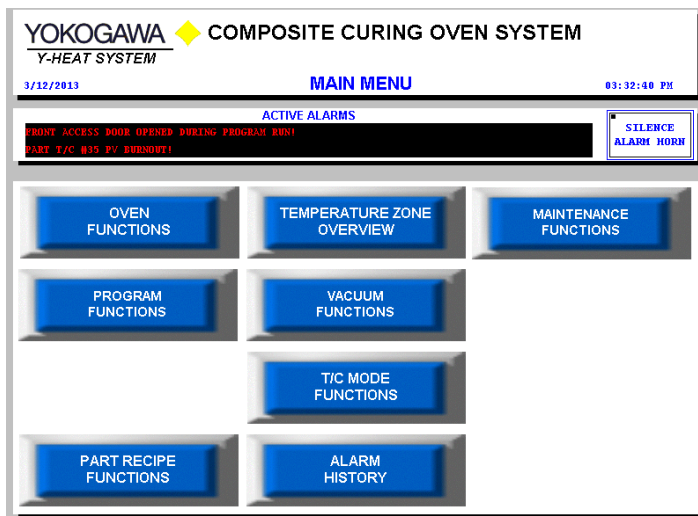 YOKOGAWA COMPOSITE CURING OVEN SYSTEM
Y-HEAT SYSTEM
3/12/2013 MAIN MENU 03:32:40 PM
ACTIVE ALARMS
FRONT ACCESS DOOR OPENED DURING PROGRAM RUN!
PART T/C #35 PV BURNOUT!
SILENCE
ALARM HORN
OVEN
FUNCTIONS
TEMPERATURE ZONE
OVERVIEW
MAINTENANCE
FUNCTIONS
PROGRAM
FUNCTIONS
VACUUM
FUNCTIONS
T/C MODE
FUNCTIONS
PART RECIPE
FUNCTIONS
ALARM
HISTORY